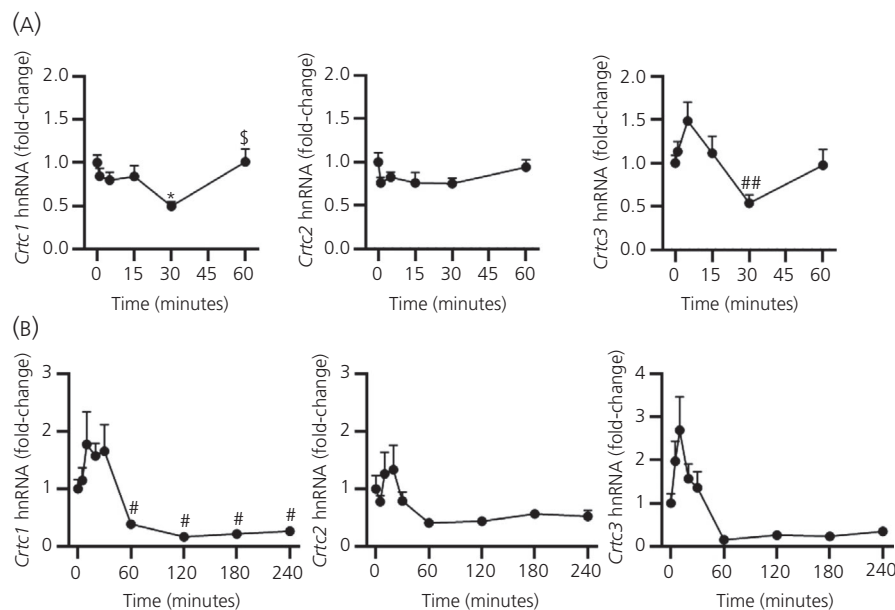 (A)
Crtc1 hnRNA (fold-change)
2.0
1.5
1.0
0.5
0.0
*
$
0 15 30 45 60
Time (minutes)
Crtc2 hnRNA (fold-change)
2.0
1.5
1.0
0.5
0.0
0 15 30 45 60
Time (minutes)
Crtc3 hnRNA (fold-change)
2.0
1.5
1.0
0.5
0.0
##
0 15 30 45 60
Time (minutes)
(B)
Crtc1 hnRNA (fold-change)
3
2
1
0
# # # #
0 60 120 180 240
Time (minutes)
Crtc2 hnRNA (fold-change)
3
2
1
0
0 60 120 180 240
Time (minutes)
Crtc3 hnRNA (fold-change)
4
3
2
1
0
0 60 120 180 240
Time (minutes)